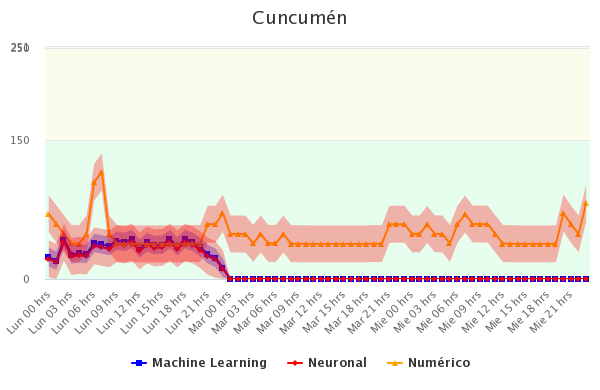 Cuncumén
250
150
0
Lun 00 hrs
Lun 03 hrs
Lun 06 hrs
Lun 09 hrs
Lun 12 hrs
Lun 15 hrs
Lun 18 hrs
Lun 21 hrs
Mar 00 hrs
Mar 03 hrs
Mar 06 hrs
Mar 09 hrs
Mar 12 hrs
Mar 15 hrs
Mar 18 hrs
Mar 21 hrs
Mie 00 hrs
Mie 03 hrs
Mie 06 hrs
Mie 09 hrs
Mie 12 hrs
Mie 15 hrs
Mie 18 hrs
Mie 21 hrs
Machine Learning Neuronal Numérico